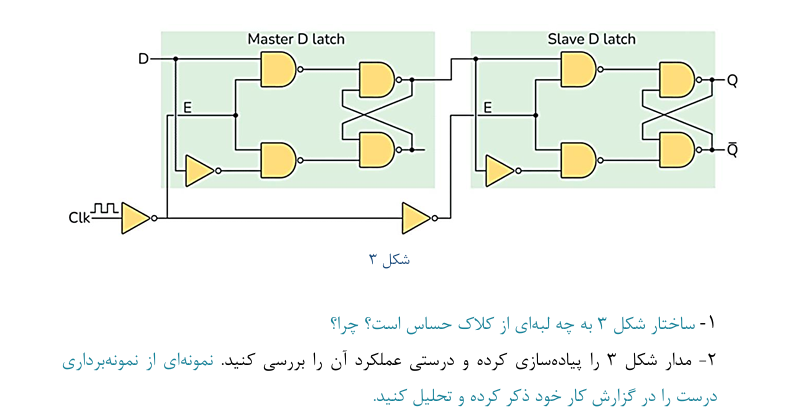 Master D latch
Slave D latch
D
E
E
Q
Q̅
Clk
شکل ۳
۱- ساختار شکل ۳ به چه لبه‌ای از کلاک حساس است؟ چرا؟
۲- مدار شکل ۳ را پیاده‌سازی کرده و درستی عملکرد آن را بررسی کنید. نمونه‌ای از نمونه‌برداری
درست را در گزارش کار خود ذکر کرده و تحلیل کنید.